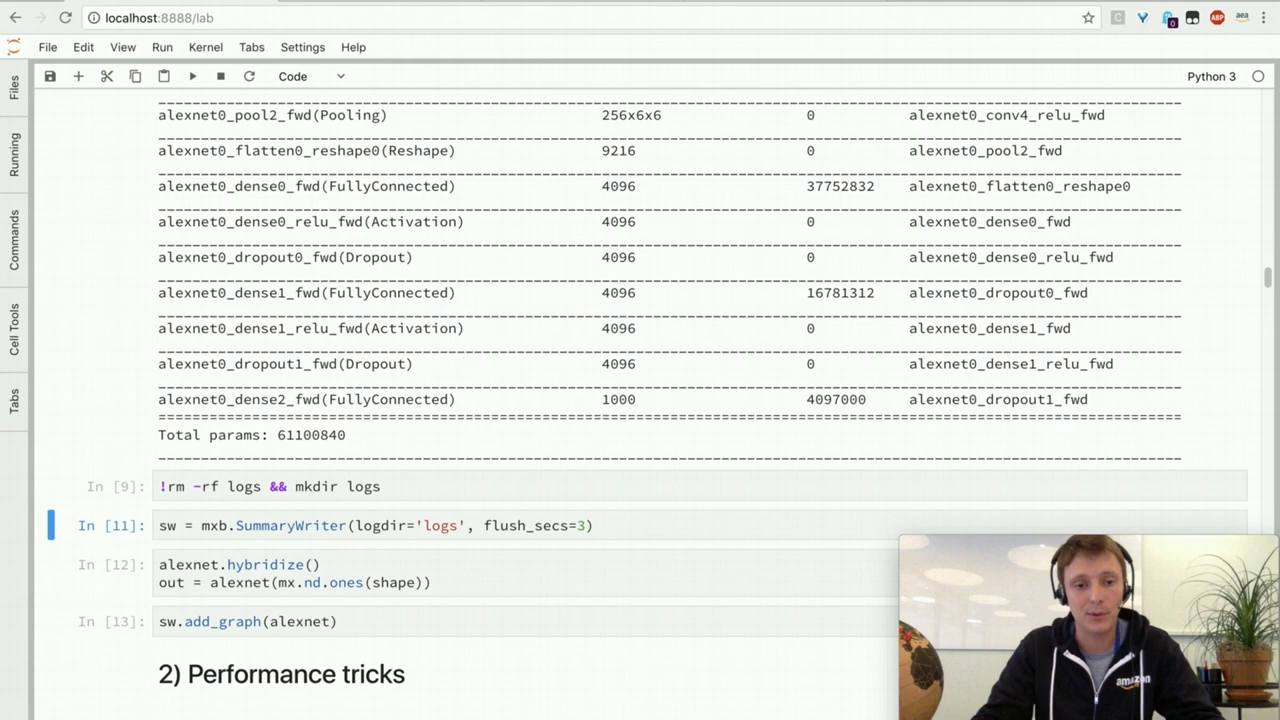 localhost:8888/lab
ABP
aea
0
File Edit View Run Kernel Tabs Settings Help
Code
Python 3
Files
Running
Commands
Cell Tools
Tabs
alexnet0_pool2_fwd(Pooling) 256x6x6 0 alexnet0_conv4_relu_fwd
alexnet0_flatten0_reshape0(Reshape) 9216 0 alexnet0_pool2_fwd
alexnet0_dense0_fwd(FullyConnected) 4096 37752832 alexnet0_flatten0_reshape0
alexnet0_dense0_relu_fwd(Activation) 4096 0 alexnet0_dense0_fwd
alexnet0_dropout0_fwd(Dropout) 4096 0 alexnet0_dense0_relu_fwd
alexnet0_dense1_fwd(FullyConnected) 4096 16781312 alexnet0_dropout0_fwd
alexnet0_dense1_relu_fwd(Activation) 4096 0 alexnet0_dense1_fwd
alexnet0_dropout1_fwd(Dropout) 4096 0 alexnet0_dense1_relu_fwd
alexnet0_dense2_fwd(FullyConnected) 1000 4097000 alexnet0_dropout1_fwd
Total params: 61100840
In [9]: !rm -rf logs && mkdir logs
In [11]: sw = mxb.SummaryWriter(logdir='logs', flush_secs=3)
In [12]: alexnet.hybridize()
out = alexnet(mx.nd.ones(shape))
In [13]: sw.add_graph(alexnet)
2) Performance tricks
amazon